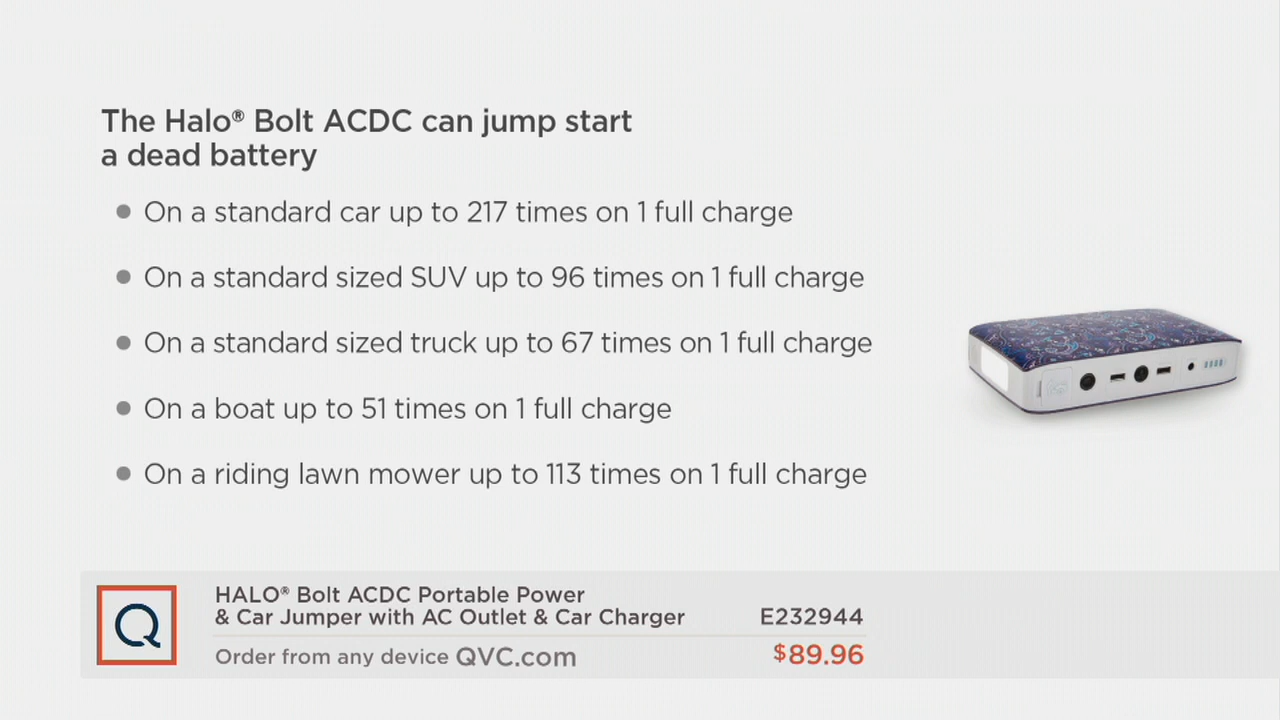 The Halo® Bolt ACDC can jump start
a dead battery
On a standard car up to 217 times on 1 full charge
On a standard sized SUV up to 96 times on 1 full charge
On a standard sized truck up to 67 times on 1 full charge
On a boat up to 51 times on 1 full charge
On a riding lawn mower up to 113 times on 1 full charge
Q
HALO® Bolt ACDC Portable Power
& Car Jumper with AC Outlet & Car Charger E232944
Order from any device QVC.com $89.96